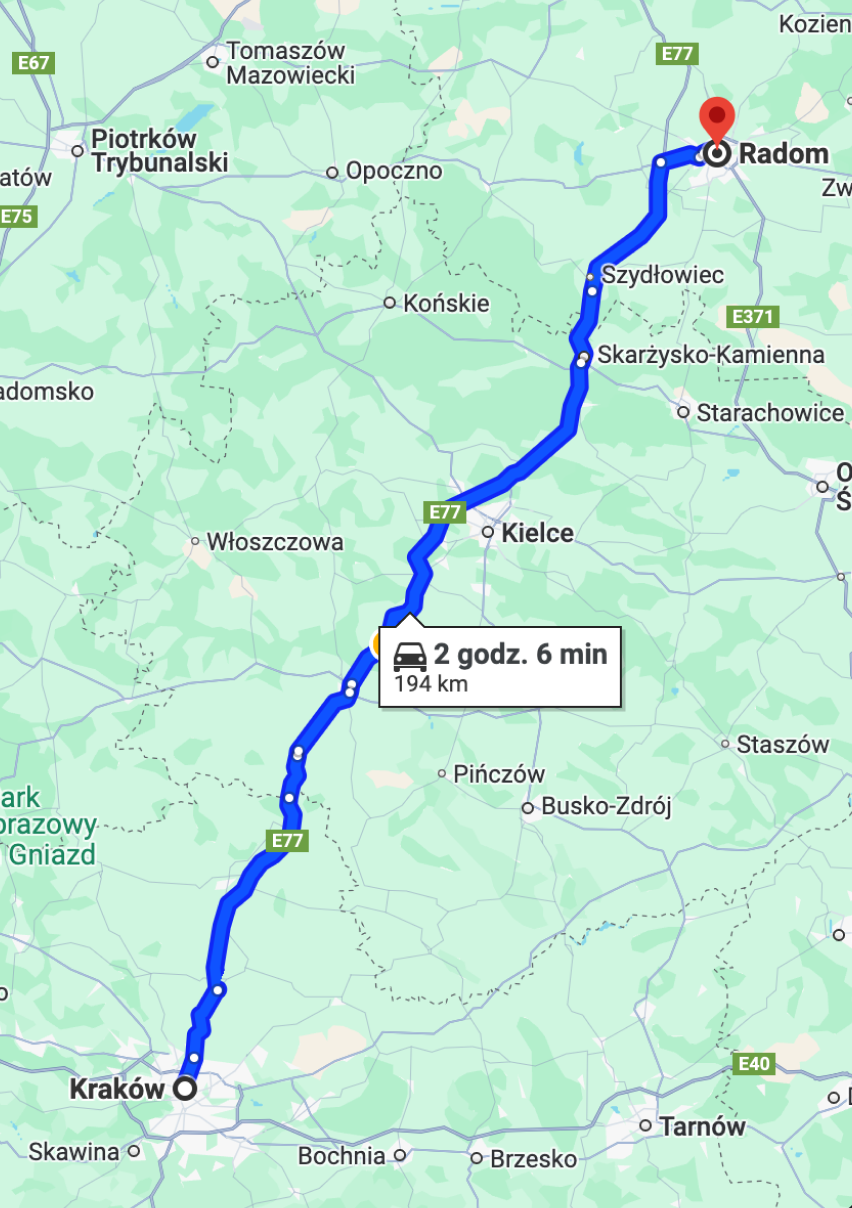 Kozien
Tomaszów
Mazowiecki
E67
E77
Piotrków
Trybunalski
Radom
Opoczno
atów
Zw
E75
Szydłowiec
Końskie
E371
Skarżysko-Kamienna
adomsko
Starachowice
O
Ś
E77
Kielce
Włoszczowa
2 godz. 6 min
194 km
Staszów
Pińczów
ark
Busko-Zdrój
orazowy
E77
Gniazd
o
E40
Kraków
Tarnów
Skawina
Bochnia
Brzesko